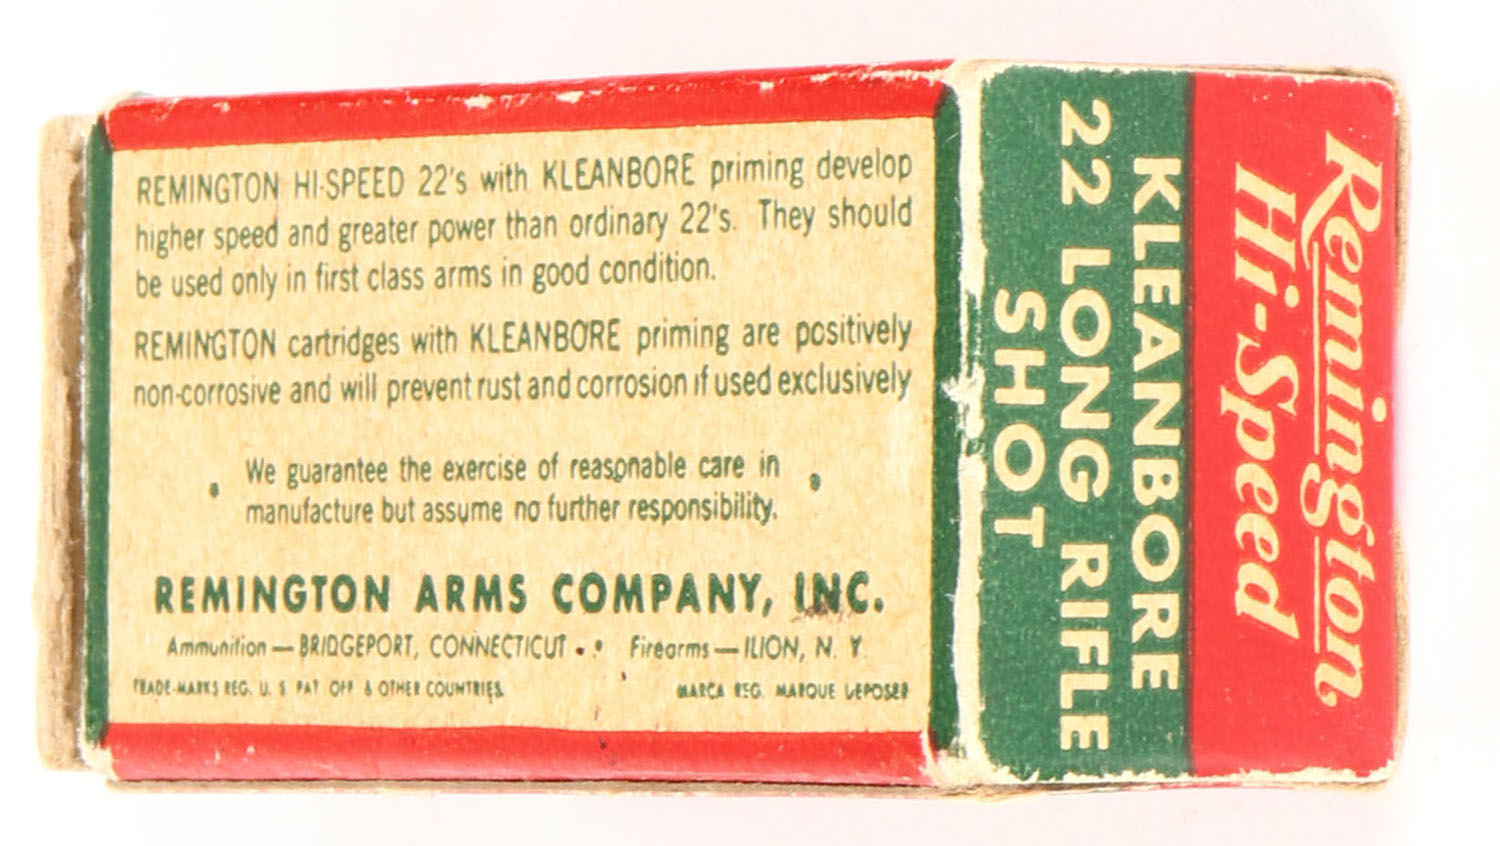 REMINGTON HI-SPEED 22's with KLEANBORE priming develop
higher speed and greater power than ordinary 22's. They should
be used only in first class arms in good condition.
REMINGTON cartridges with KLEANBORE priming are positively
non-corrosive and will prevent rust and corrosion if used exclusively
• We guarantee the exercise of reasonable care in •
manufacture but assume no further responsibility.
REMINGTON ARMS COMPANY, INC.
Ammunition — BRIDGEPORT, CONNECTICUT • • Firearms — ILION, N. Y.
TRADE-MARKS REG. U. S. PAT OFF & OTHER COUNTRIES. MARCA REG. MARQUE DEPOSEE
Remington
Hi-Speed
KLEANBORE
22 LONG RIFLE
SHOT